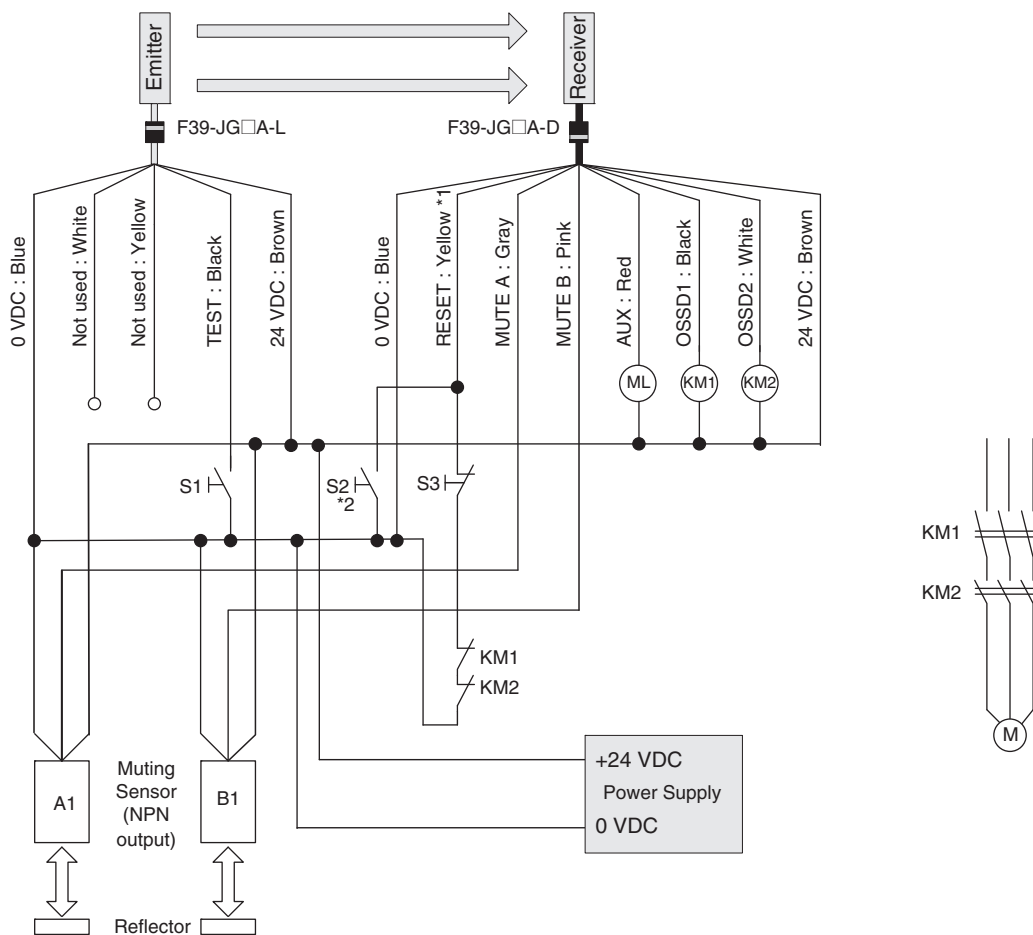 Emitter
Receiver
F39-JG□A-L
F39-JG□A-D
0 VDC : Blue
Not used : White
Not used : Yellow
TEST : Black
24 VDC : Brown
0 VDC : Blue
RESET : Yellow *1
MUTE A : Gray
MUTE B : Pink
AUX : Red
OSSD1 : Black
OSSD2 : White
24 VDC : Brown
ML
KM1
KM2
S1
S2
*2
S3
KM1
KM2
KM1
KM2
M
A1
Muting
Sensor
(NPN
output)
B1
+24 VDC
Power Supply
0 VDC
Reflector